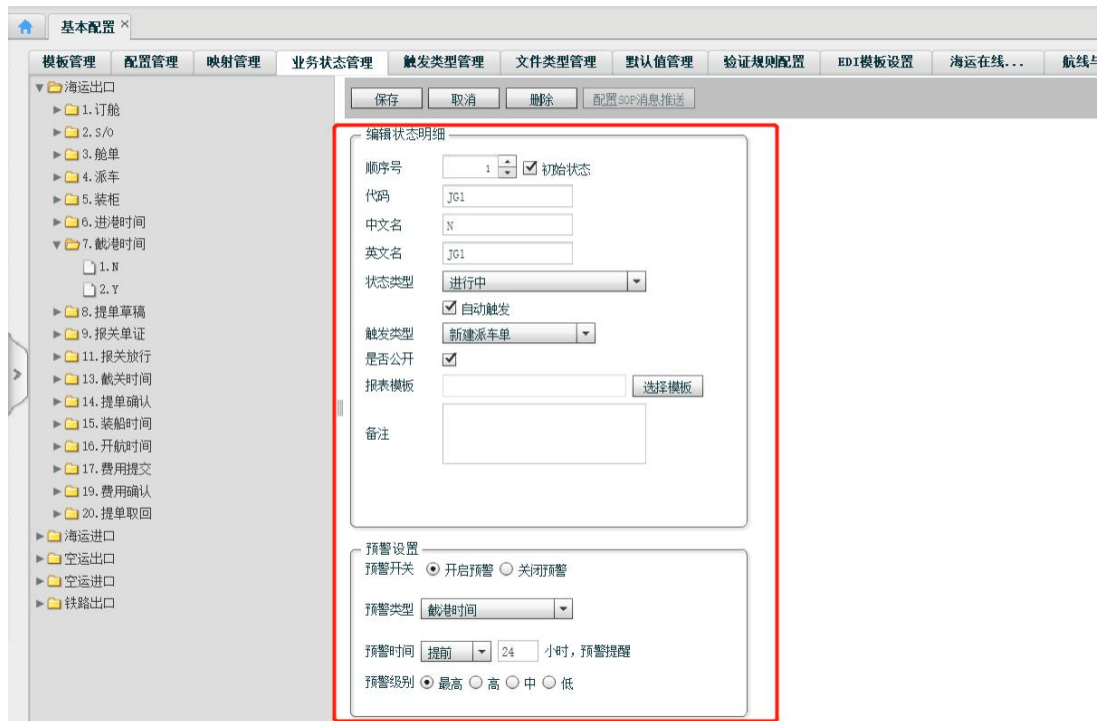 基本配置 ×
模板管理 配置管理 映射管理 业务状态管理 触发类型管理 文件类型管理 默认值管理 验证规则配置 EDI模板设置 海运在线... 航线与
海运出口
1.订舱
2.S/O
3.舱单
4.派车
5.装柜
6.进港时间
7.截港时间
1.N
2.Y
8.提单草稿
9.报关单证
11.报关放行
13.截关时间
14.提单确认
15.装船时间
16.开航时间
17.费用提交
19.费用确认
20.提单取回
海运进口
空运出口
空运进口
铁路出口
保存 取消 删除 配置SOP消息推送
编辑状态明细
顺序号 1 初始状态
代码 JG1
中文名 N
英文名 JG1
状态类型 进行中
自动触发
触发类型 新建派车单
是否公开
报表模板 选择模板
备注
预警设置
预警开关 开启预警 关闭预警
预警类型 截港时间
预警时间 提前 24 小时，预警提醒
预警级别 最高 高 中 低